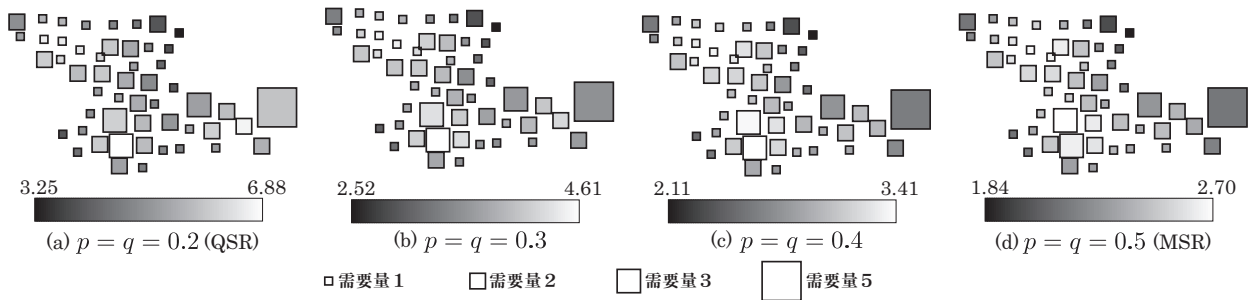 3.25 6.88
2.52 4.61
2.11 3.41
1.84 2.70
(a) p = q = 0.2 (QSR)
(b) p = q = 0.3
(c) p = q = 0.4
(d) p = q = 0.5 (MSR)
需要量1 需要量2 需要量3 需要量5